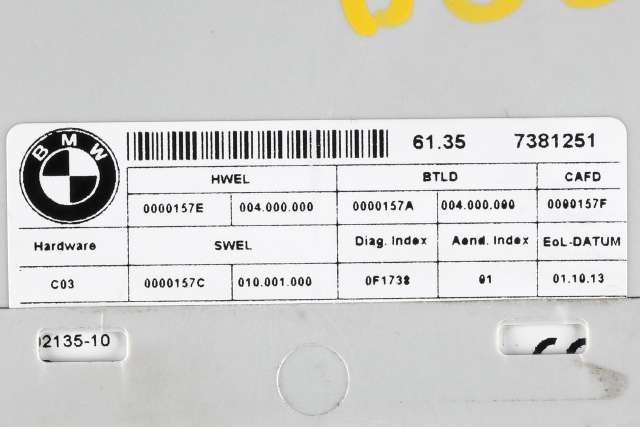 BMW
61.35 7381251
HWEL BTLD CAFD
0000157E 004.000.000 0000157A 004.000.000 0000157F
Hardware SWEL Diag. Index Aend. Index EoL-DATUM
C03 0000157C 010.001.000 0F1738 01 01.10.13
02135-10